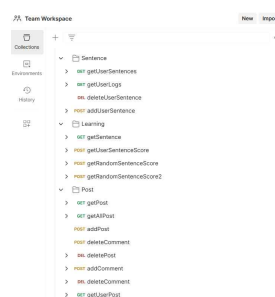 Team Workspace
New Impo
Collections
Environments
History
Sentence
GET getUserSentences
GET getUserLogs
DEL deleteUserSentence
POST addUserSentence
Learning
GET getSentence
POST getUserSentenceScore
POST getRandomSentenceScore
POST getRandomSentenceScore2
Post
GET getPost
GET getAllPost
POST addPost
POST deleteComment
DEL deletePost
POST addComment
DEL deleteComment
GET getUserPost